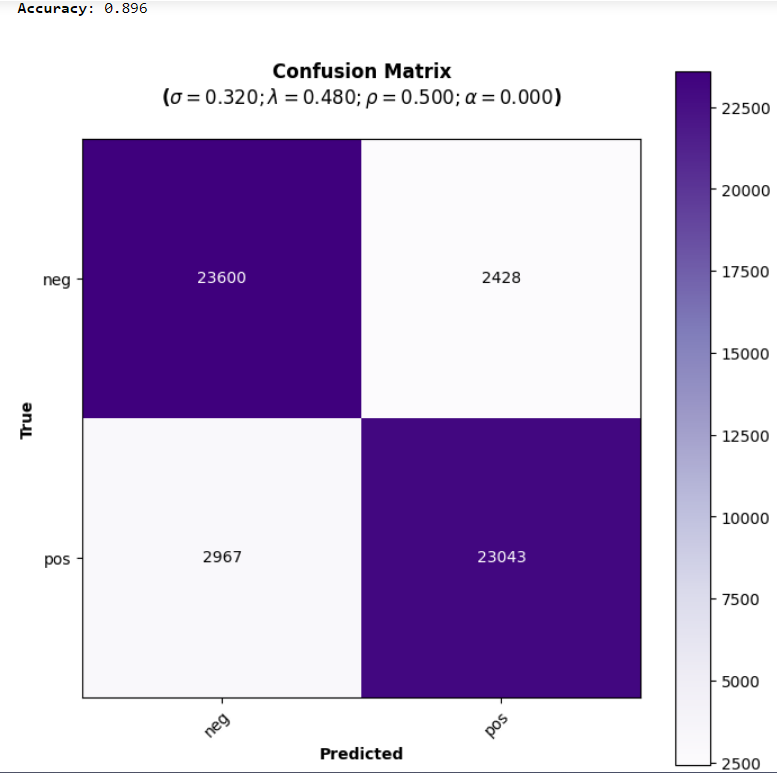 Accuracy: 0.896
Confusion Matrix
(σ = 0.320; λ = 0.480; ρ = 0.500; α = 0.000)
22500
20000
17500
15000
12500
10000
7500
5000
2500
neg
23600
2428
True
pos
2967
23043
neg
pos
Predicted